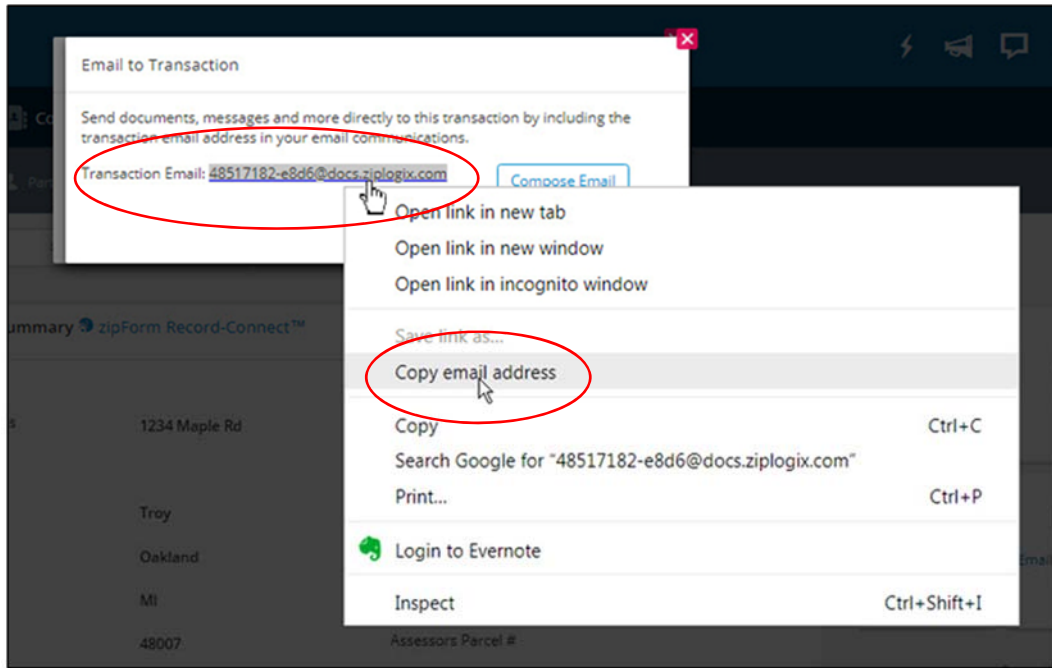 Email to Transaction
Send documents, messages and more directly to this transaction by including the
transaction email address in your email communications.
Transaction Email: 48517182-e8d6@docs.ziplogix.com
Compose Email
Open link in new tab
Open link in new window
Open link in incognito window
Save link as...
Copy email address
Copy Ctrl+C
Search Google for "48517182-e8d6@docs.ziplogix.com"
Print... Ctrl+P
Login to Evernote
Inspect Ctrl+Shift+I
Co
Par
ummary zipForm Record-Connect™
s
1234 Maple Rd
Troy
Oakland
Email
MI
48007 Assessors Parcel #